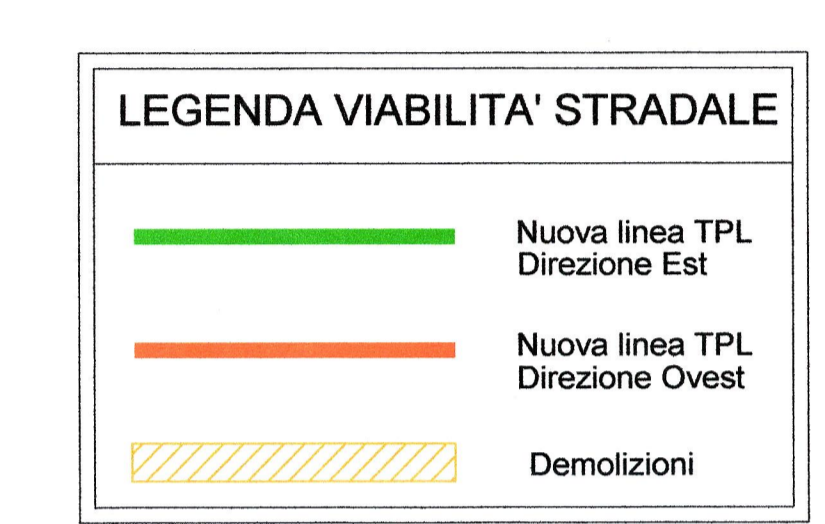 LEGENDA VIABILITA' STRADALE
Nuova linea TPL
Direzione Est
Nuova linea TPL
Direzione Ovest
Demolizioni